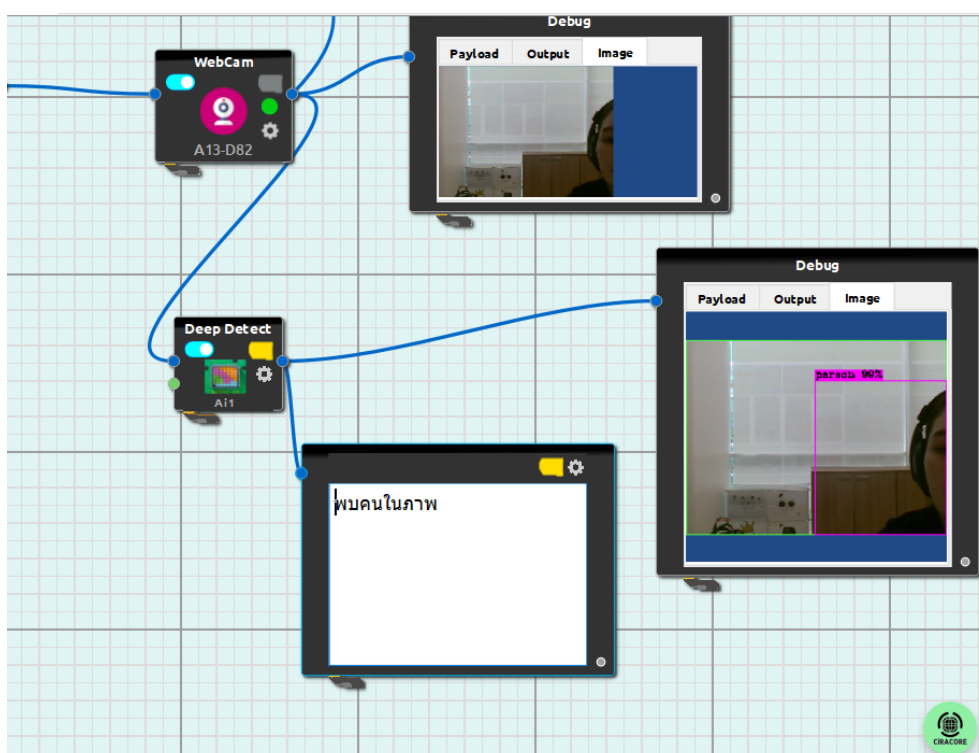 Debug
WebCam
Payload Output Image
A13-D82
Debug
Payload Output Image
Deep Detect
person 99%
Ai1
พบคนในภาพ
CiRACORE